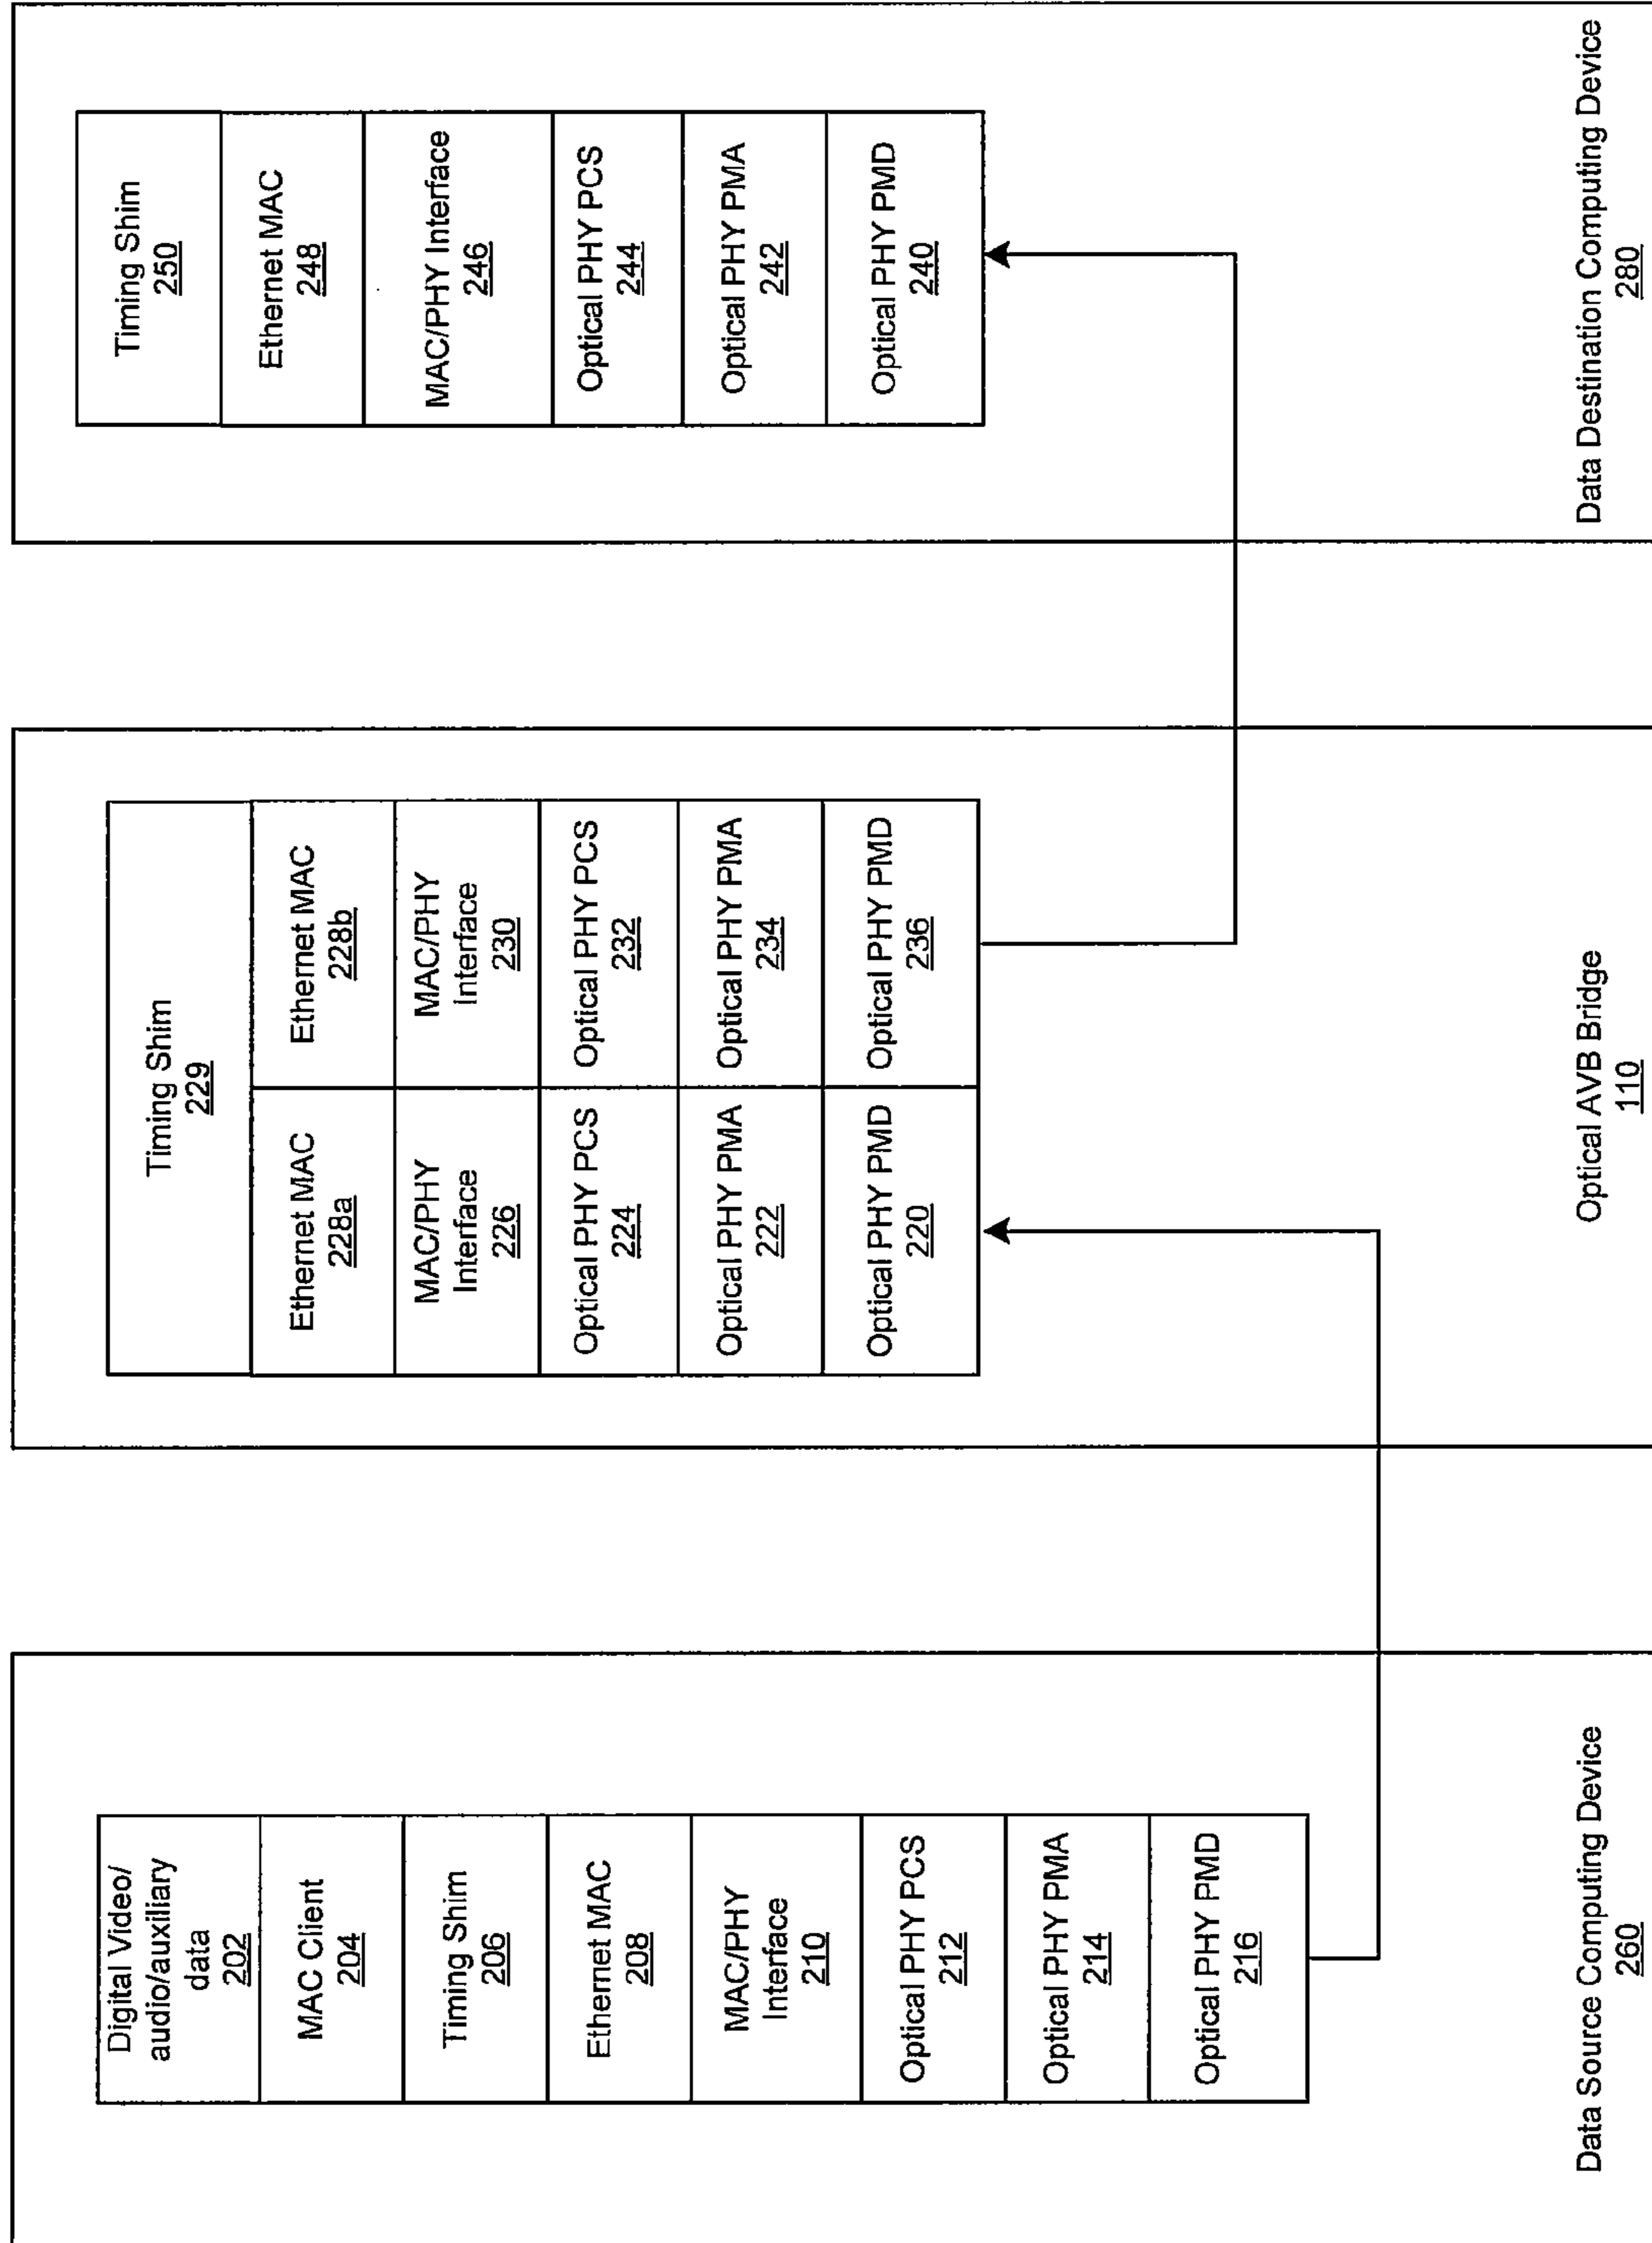 Digital Video/
audio/auxiliary
data
202
MAC Client
204
Timing Shim
206
Ethernet MAC
208
MAC/PHY
Interface
210
Optical PHY PCS
212
Optical PHY PMA
214
Optical PHY PMD
216
Data Source Computing Device
260
Timing Shim
229
Ethernet MAC
228a
MAC/PHY
Interface
226
Optical PHY PCS
224
Optical PHY PMA
222
Optical PHY PMD
220
Ethernet MAC
228b
MAC/PHY
Interface
230
Optical PHY PCS
232
Optical PHY PMA
234
Optical PHY PMD
236
Optical AVB Bridge
110
Timing Shim
250
Ethernet MAC
248
MAC/PHY Interface
246
Optical PHY PCS
244
Optical PHY PMA
242
Optical PHY PMD
240
Data Destination Computing Device
280